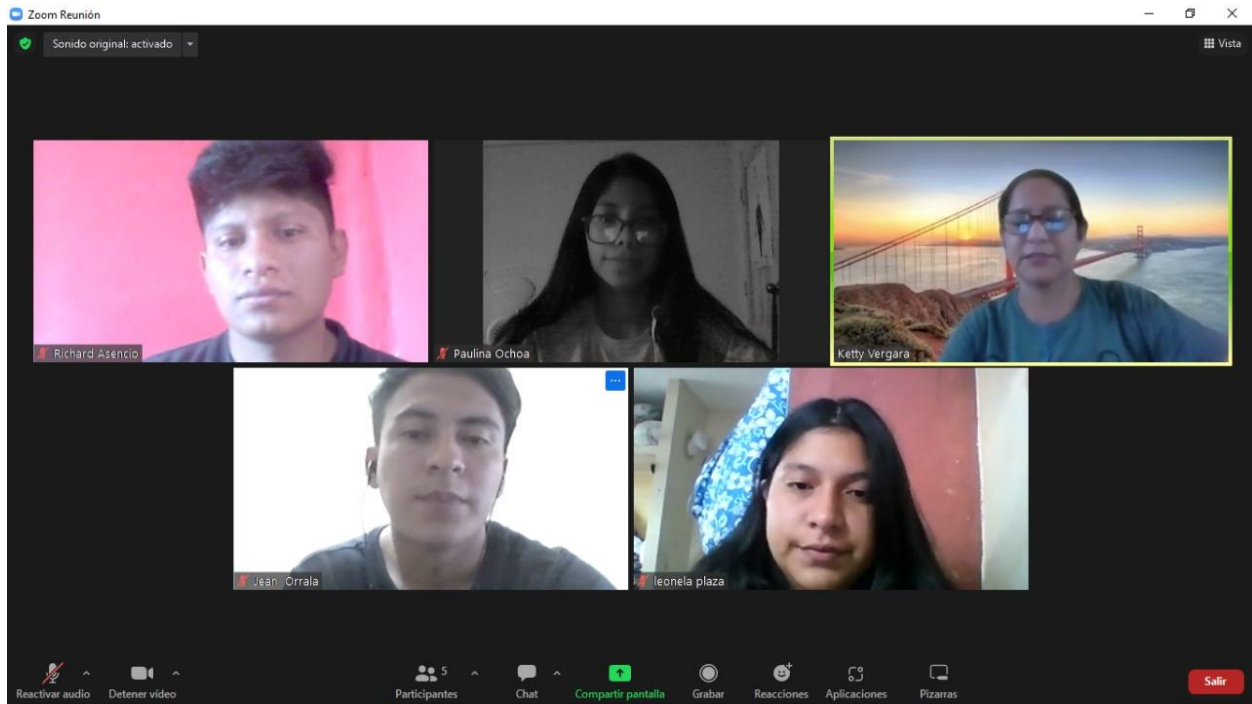 Zoom Reunión
Sonido original: activado
Vista
Richard Asencio
Paulina Ochoa
Ketty Vergara
Jean Orrala
leonela plaza
Reactivar audio
Detener vídeo
5
Participantes
Chat
Compartir pantalla
Grabar
Reacciones
Aplicaciones
Pizarras
Salir